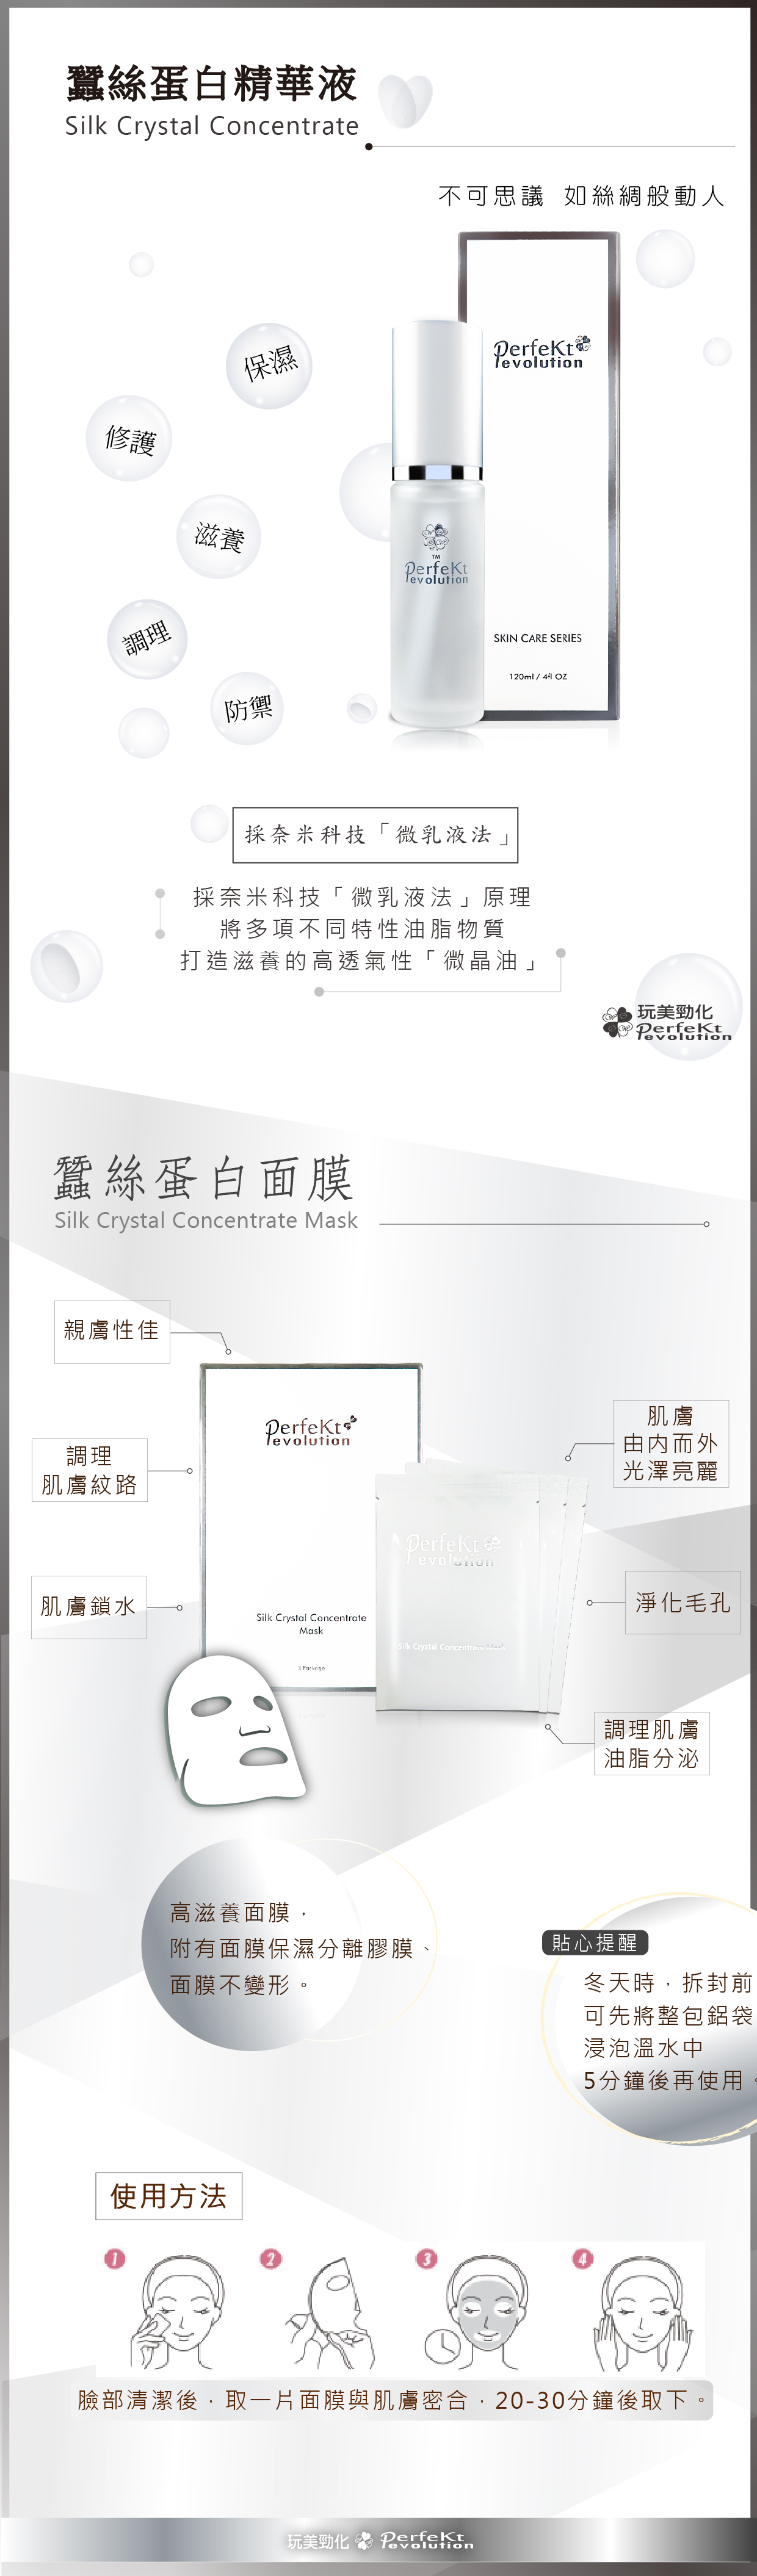 蠶絲蛋白精華液
Silk Crystal Concentrate
不可思議 如絲綢般動人
保濕
修護
滋養
調理
防禦
PerfeKt
revolution
SKIN CARE SERIES
120ml / 4fl OZ
TM
PerfeKt
revolution
採奈米科技「微乳液法」
採奈米科技「微乳液法」原理
將多項不同特性油脂物質
打造滋養的高透氣性「微晶油」
玩美勁化
PerfeKt
revolution
蠶絲蛋白面膜
Silk Crystal Concentrate Mask
親膚性佳
調理
肌膚紋路
肌膚鎖水
肌膚
由內而外
光澤亮麗
淨化毛孔
調理肌膚
油脂分泌
PerfeKt
revolution
Silk Crystal Concentrate
Mask
PerfeKt
revolution
Silk Crystal Concentrate Mask
高滋養面膜，
附有面膜保濕分離膠膜、
面膜不變形。
貼心提醒
冬天時，拆封前
可先將整包鋁袋
浸泡溫水中
5分鐘後再使用。
使用方法
1
2
3
4
臉部清潔後，取一片面膜與肌膚密合，20-30分鐘後取下。
玩美勁化 PerfeKt
revolution